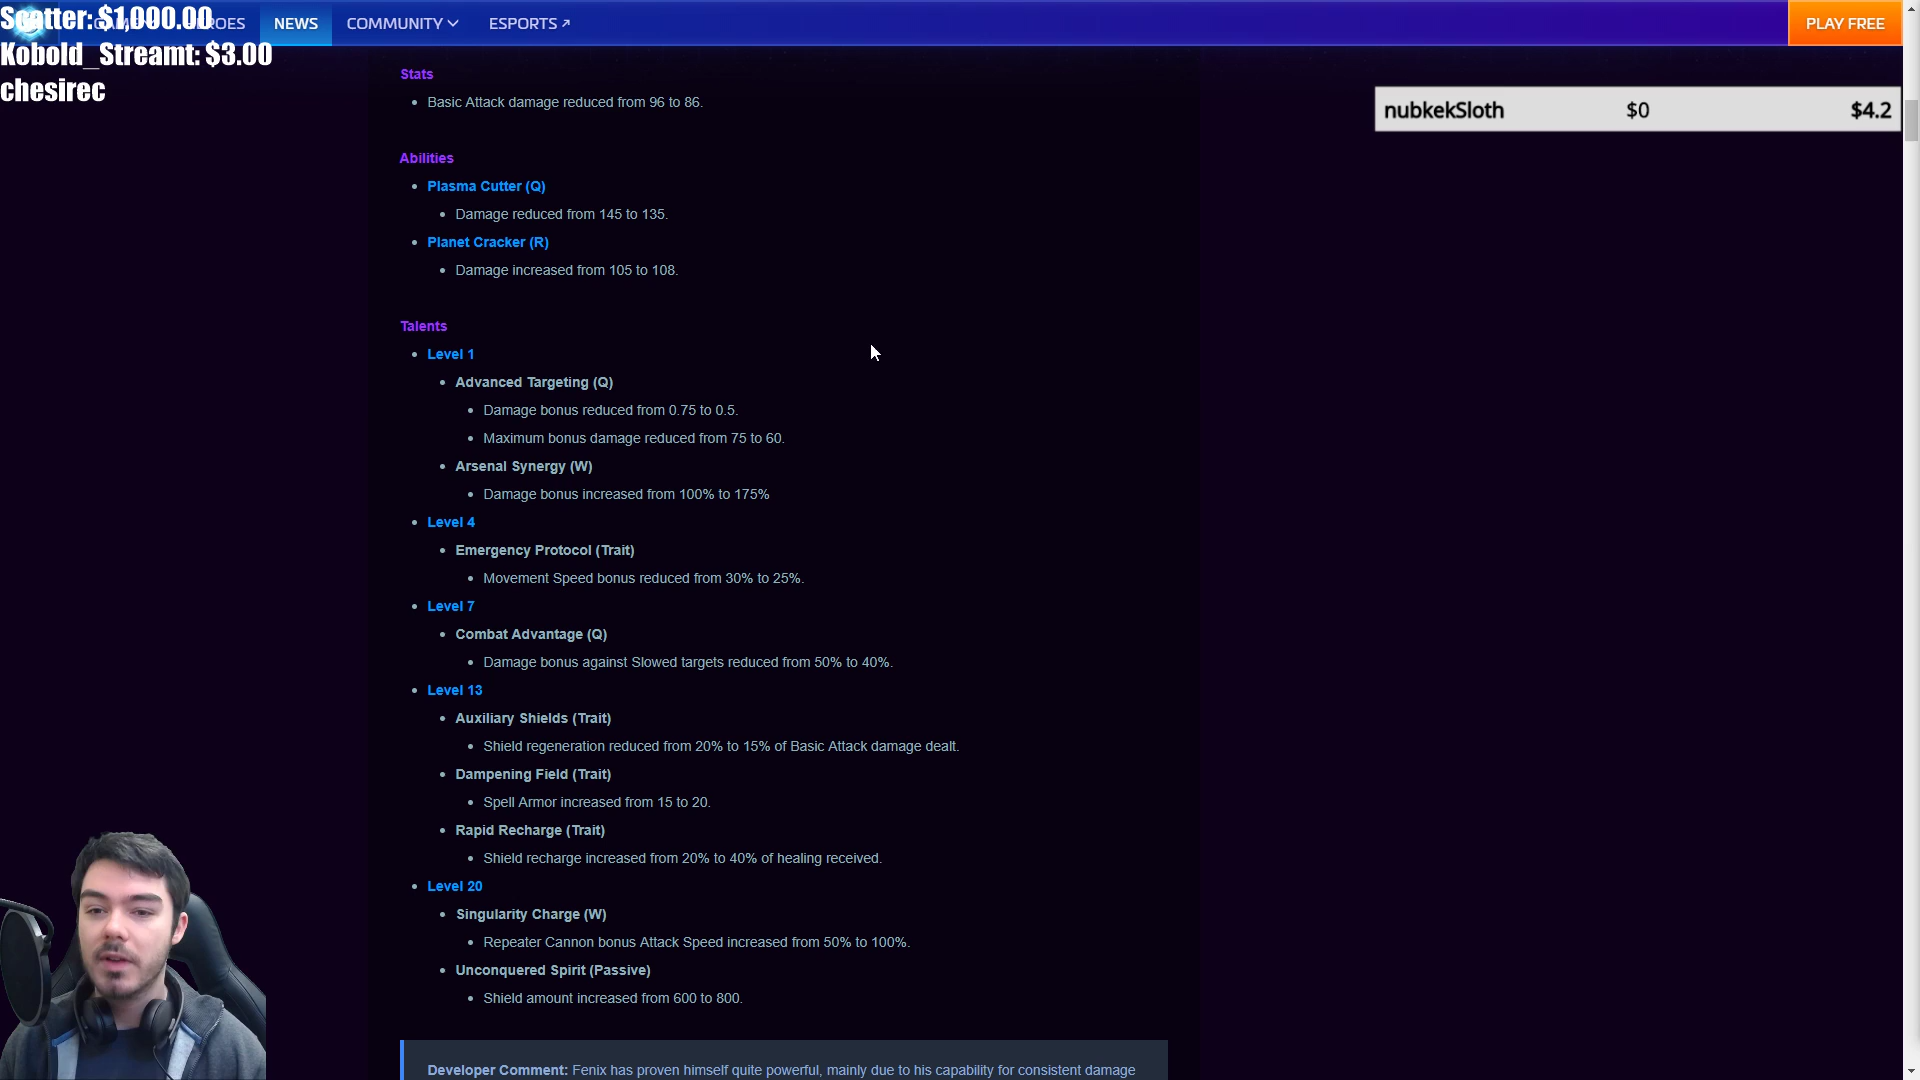 Scatter: $1,000.00
Kobold_Streamt: $3.00
chesirec
NEWS
COMMUNITY
ESPORTS
PLAY FREE
nubkekSloth $0 $4.2
Stats
Basic Attack damage reduced from 96 to 86.
Abilities
Plasma Cutter (Q)
Damage reduced from 145 to 135.
Planet Cracker (R)
Damage increased from 105 to 108.
Talents
Level 1
Advanced Targeting (Q)
Damage bonus reduced from 0.75 to 0.5.
Maximum bonus damage reduced from 75 to 60.
Arsenal Synergy (W)
Damage bonus increased from 100% to 175%
Level 4
Emergency Protocol (Trait)
Movement Speed bonus reduced from 30% to 25%.
Level 7
Combat Advantage (Q)
Damage bonus against Slowed targets reduced from 50% to 40%.
Level 13
Auxiliary Shields (Trait)
Shield regeneration reduced from 20% to 15% of Basic Attack damage dealt.
Dampening Field (Trait)
Spell Armor increased from 15 to 20.
Rapid Recharge (Trait)
Shield recharge increased from 20% to 40% of healing received.
Level 20
Singularity Charge (W)
Repeater Cannon bonus Attack Speed increased from 50% to 100%.
Unconquered Spirit (Passive)
Shield amount increased from 600 to 800.
Developer Comment: Fenix has proven himself quite powerful, mainly due to his capability for consistent damage